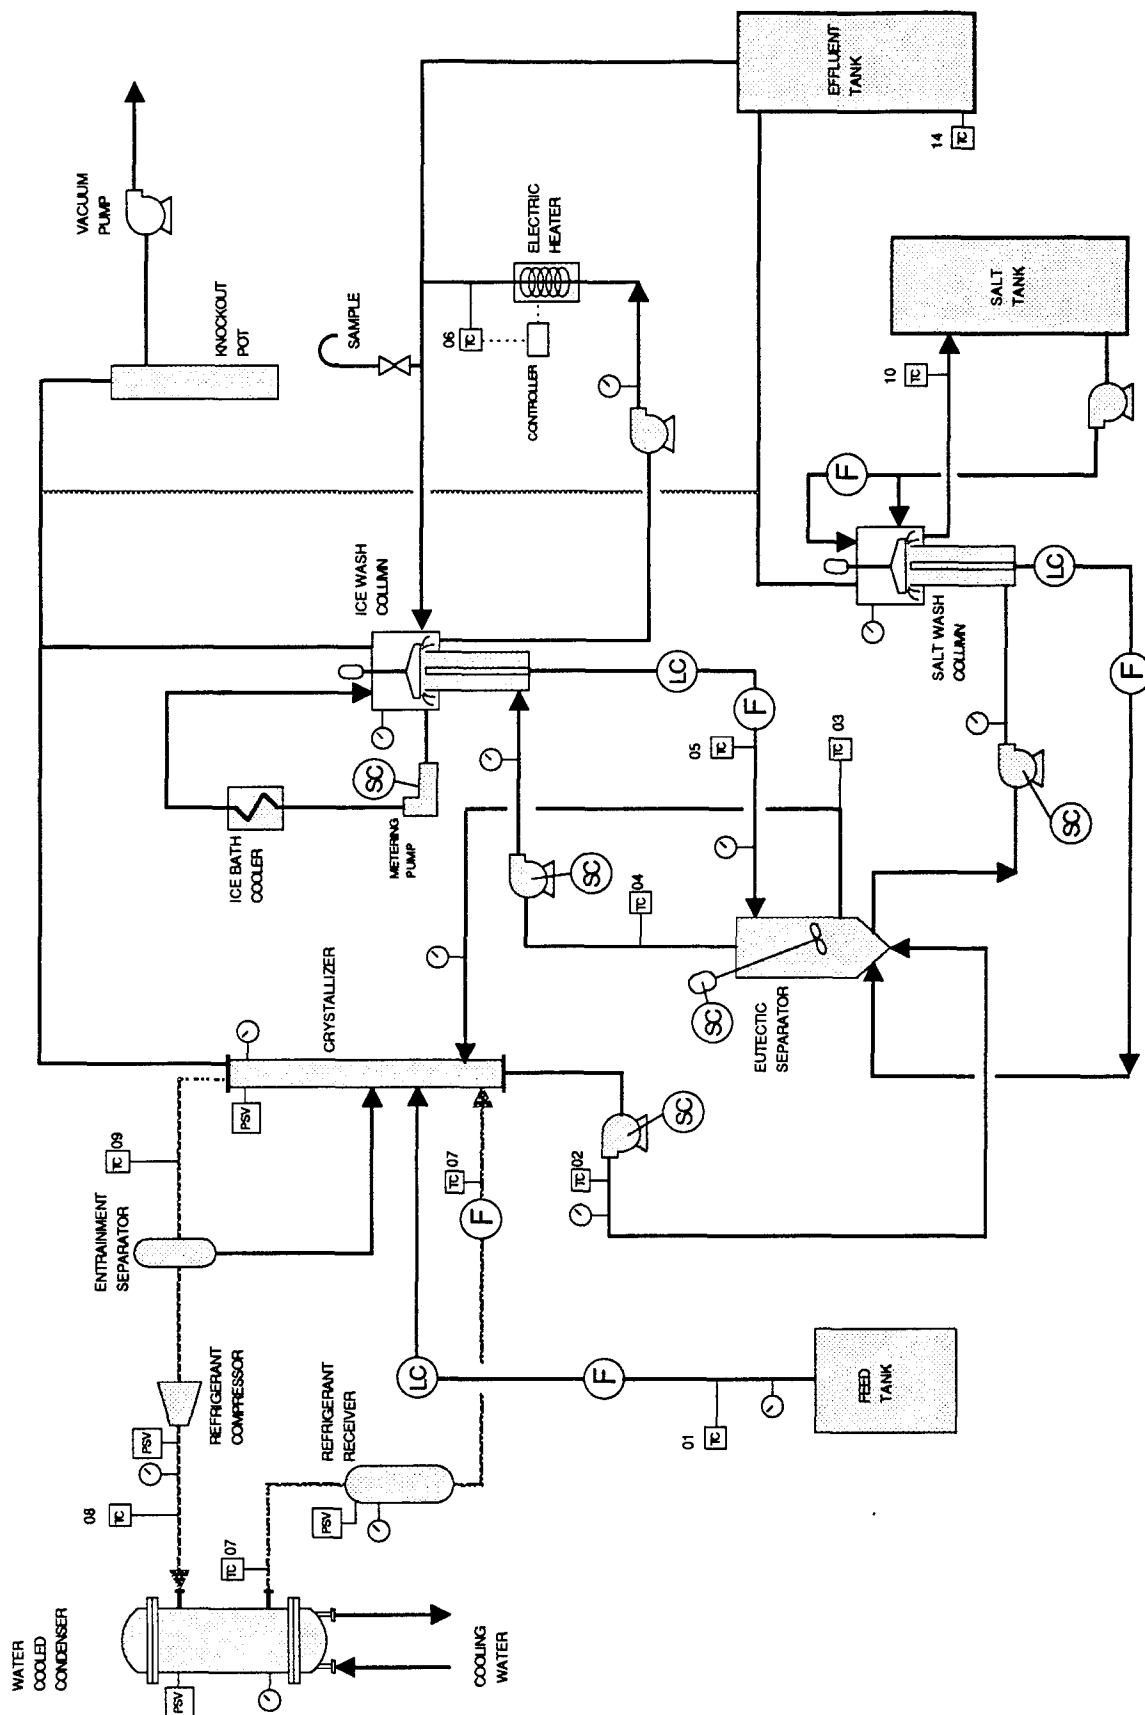 VACUUM
PUMP
KNOCKOUT
POT
EFFLUENT
TANK
TC
14
SAMPLE
ELECTRIC
HEATER
06
TC
CONTROLLER
SALT
TANK
10
TC
F
ICE WASH
COLUMN
SALT WASH
COLUMN
LC
LC
F
F
SC
ICE BATH
COOLER
METERING
PUMP
05
TC
TC
03
SC
SC
TC
04
SC
CRYSTALLIZER
EUTECTIC
SEPARATOR
PSV
SC
TC
09
TC
07
TC
02
F
ENTRAINMENT
SEPARATOR
REFRIGERANT
COMPRESSOR
PSV
LC
F
FEED
TANK
01
TC
REFRIGERANT
RECEIVER
PSV
08
TC
TC
07
WATER
COOLED
CONDENSER
PSV
COOLING
WATER